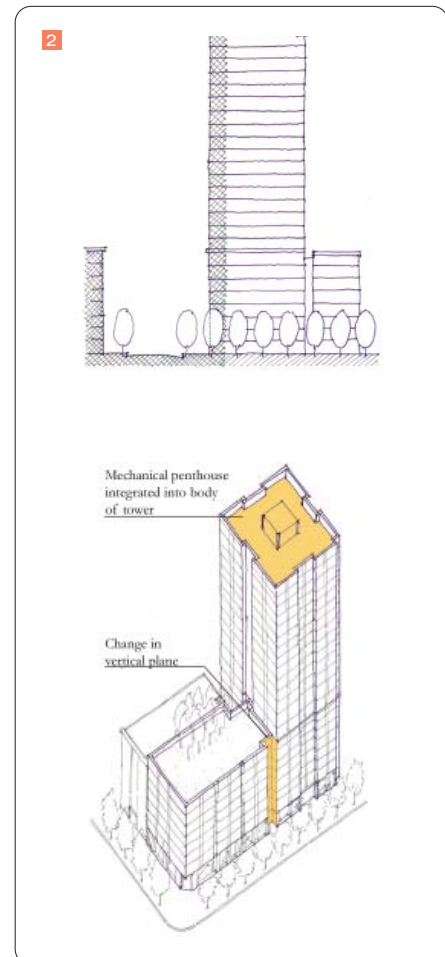 2
Mechanical penthouse
integrated into body
of tower
Change in
vertical plane